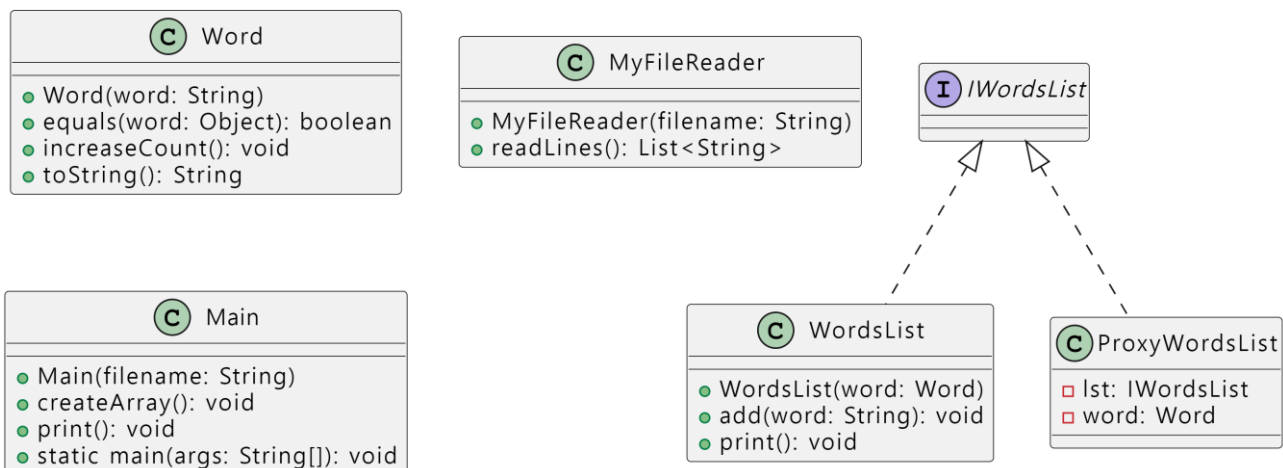 C Word
Word(word: String)
equals(word: Object): boolean
increaseCount(): void
toString(): String
C MyFileReader
MyFileReader(filename: String)
readLines(): List<String>
I IWordsList
C Main
Main(filename: String)
createArray(): void
print(): void
static main(args: String[]): void
C WordsList
WordsList(word: Word)
add(word: String): void
print(): void
C ProxyWordsList
lst: IWordsList
word: Word